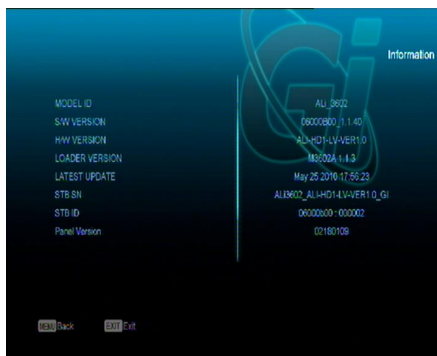 Gi
Information
MODEL ID ALi_3602
S/W VERSION 06000B00_1.1.40
H/W VERSION ALI-HD1-LV-VER1.0
LOADER VERSION M3602A 1.1.3
LATEST UPDATE May 25 2010 17:56:23
STB SN ALI3602_ALI-HD1-LV-VER1.0_GI
STB ID 06000b00 : 000002
Panel Version 02180109
MENU Back EXIT Exit